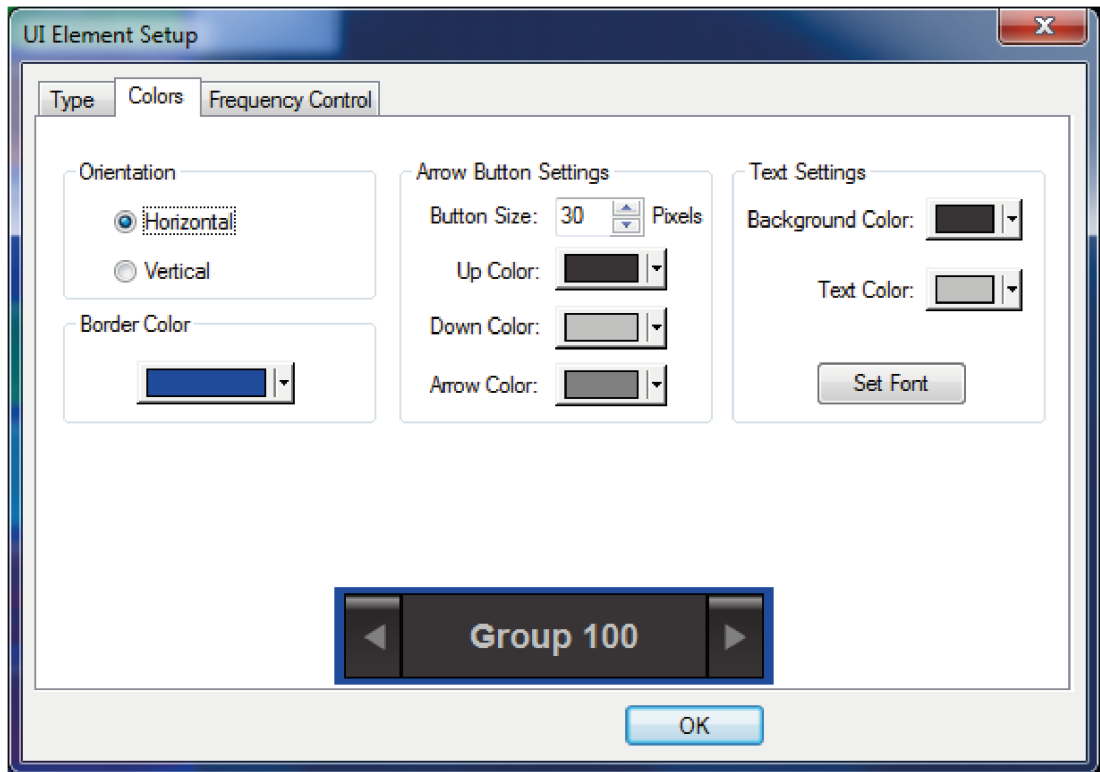 UI Element Setup
Type
Colors
Frequency Control
Orientation
Horizontal
Vertical
Border Color
Arrow Button Settings
Button Size: 30 Pixels
Up Color:
Down Color:
Arrow Color:
Text Settings
Background Color:
Text Color:
Set Font
Group 100
OK